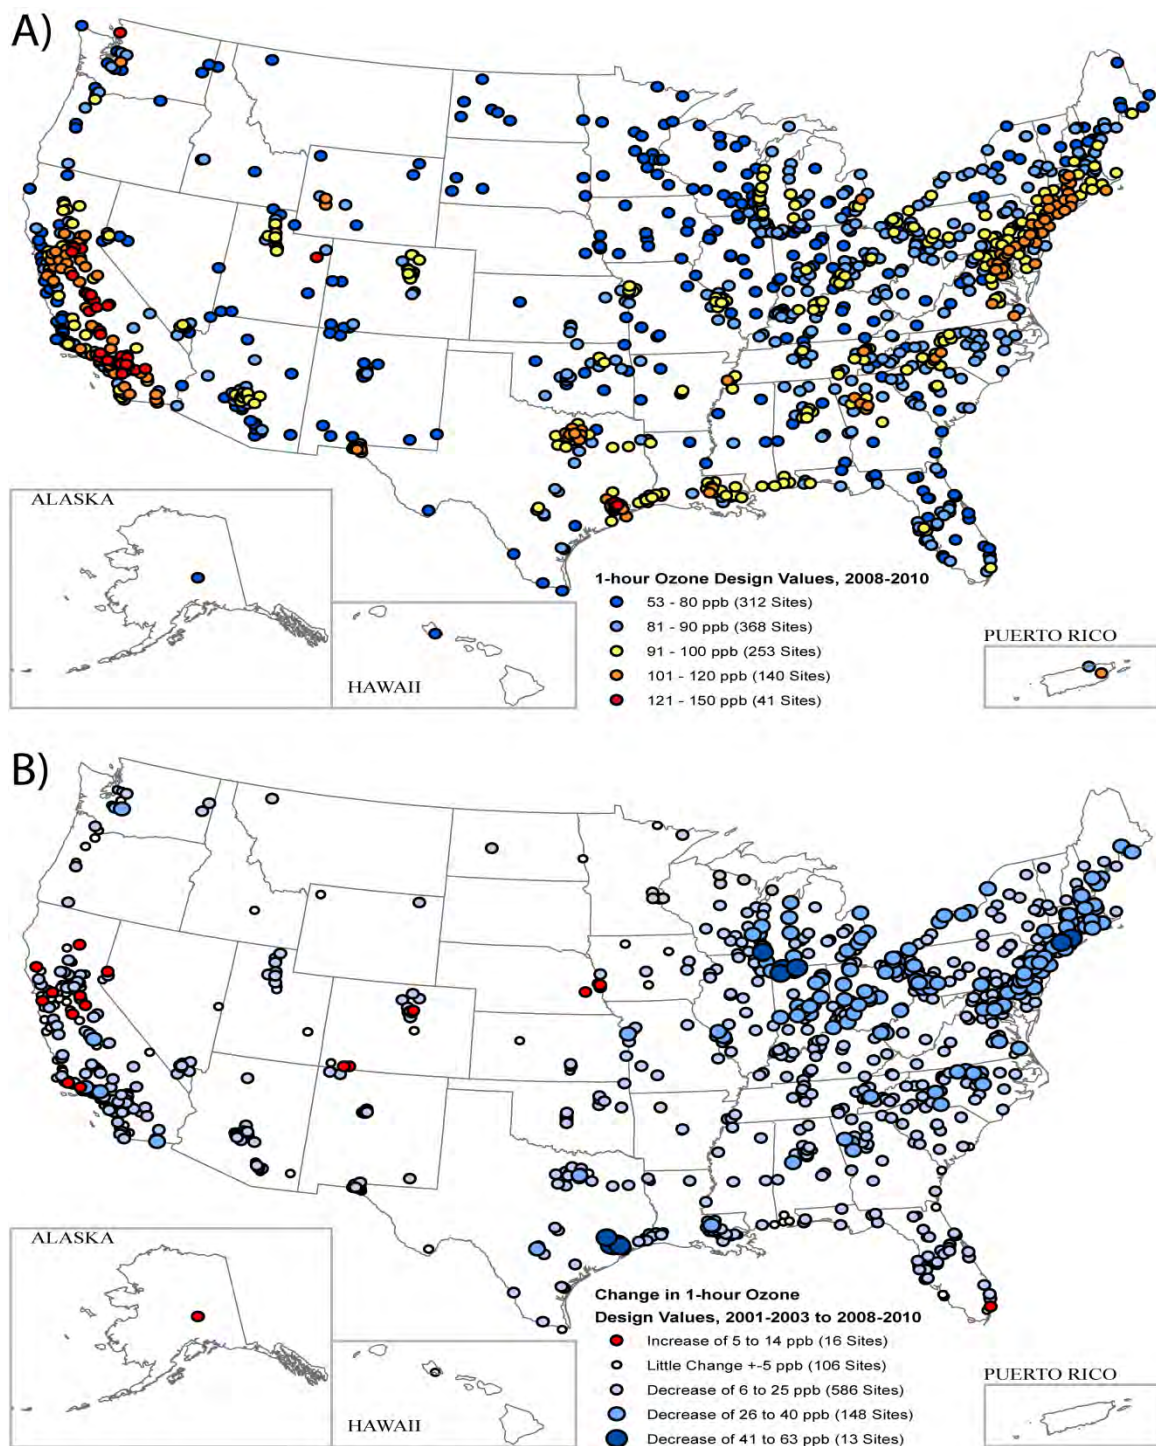 A)
ALASKA
HAWAII
1-hour Ozone Design Values, 2008-2010
53 - 80 ppb (312 Sites)
81 - 90 ppb (368 Sites)
91 - 100 ppb (253 Sites)
101 - 120 ppb (140 Sites)
121 - 150 ppb (41 Sites)
PUERTO RICO
B)
ALASKA
HAWAII
Change in 1-hour Ozone
Design Values, 2001-2003 to 2008-2010
Increase of 5 to 14 ppb (16 Sites)
Little Change +-5 ppb (106 Sites)
Decrease of 6 to 25 ppb (586 Sites)
Decrease of 26 to 40 ppb (148 Sites)
Decrease of 41 to 63 ppb (13 Sites)
PUERTO RICO